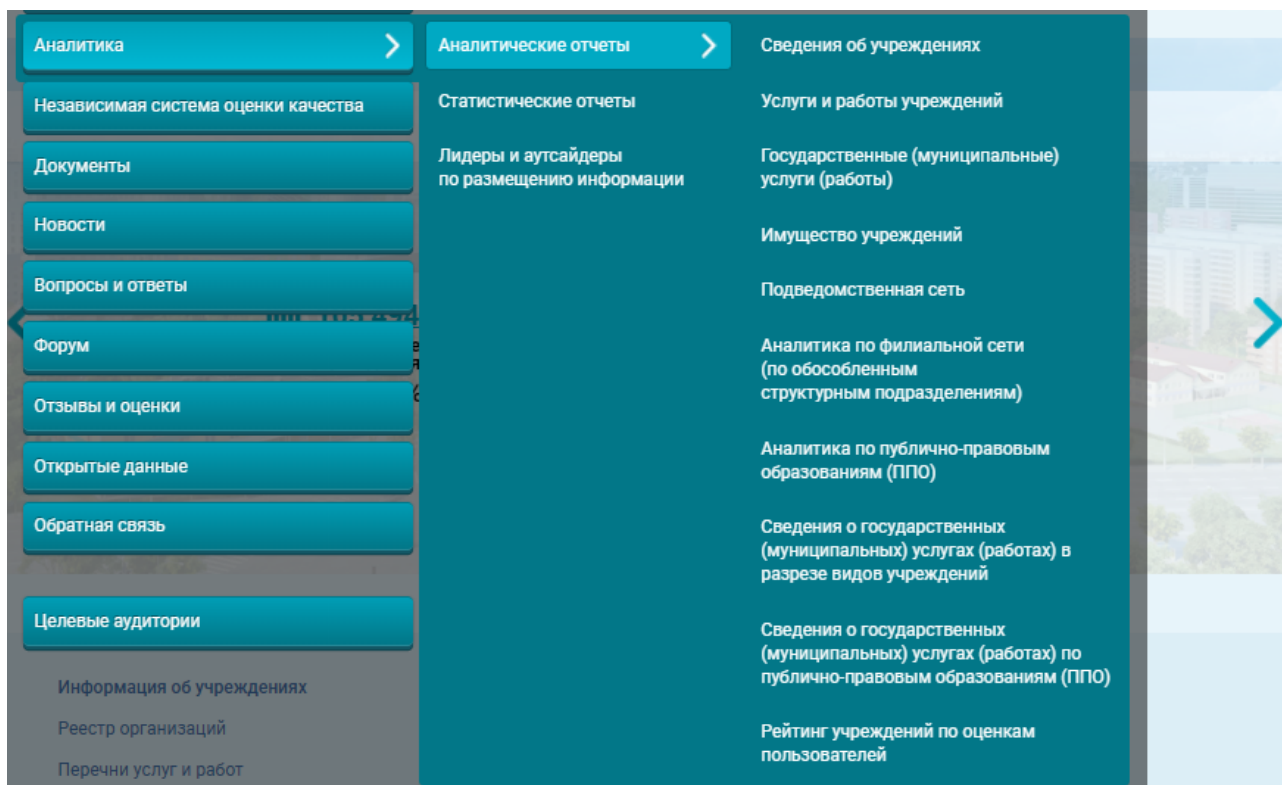 Аналитика
Независимая система оценки качества
Документы
Новости
Вопросы и ответы
Форум
Отзывы и оценки
Открытые данные
Обратная связь
Целевые аудитории
Информация об учреждениях
Реестр организаций
Перечни услуг и работ
Аналитические отчеты
Статистические отчеты
Лидеры и аутсайдеры
по размещению информации
Сведения об учреждениях
Услуги и работы учреждений
Государственные (муниципальные)
услуги (работы)
Имущество учреждений
Подведомственная сеть
Аналитика по филиальной сети
(по обособленным
структурным подразделениям)
Аналитика по публично-правовым
образованиям (ППО)
Сведения о государственных
(муниципальных) услугах (работах) в
разрезе видов учреждений
Сведения о государственных
(муниципальных) услугах (работах) по
публично-правовым образованиям (ППО)
Рейтинг учреждений по оценкам
пользователей